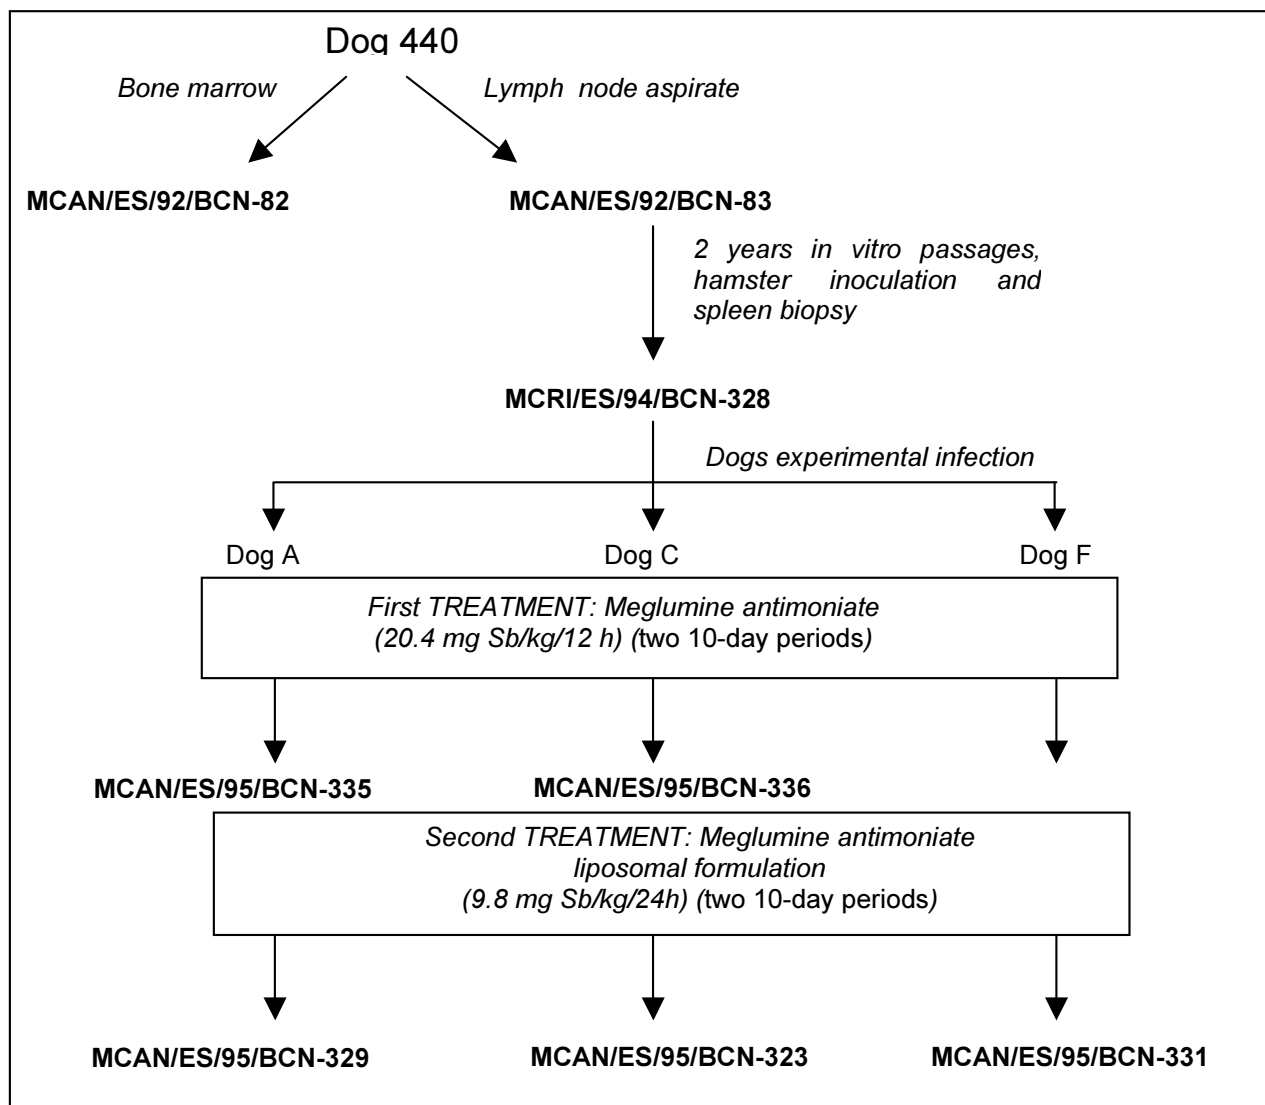 Dog 440
Bone marrow
Lymph node aspirate
MCAN/ES/92/BCN-82
MCAN/ES/92/BCN-83
2 years in vitro passages,
hamster inoculation and
spleen biopsy
MCRI/ES/94/BCN-328
Dogs experimental infection
Dog A
Dog C
Dog F
First TREATMENT: Meglumine antimoniate
(20.4 mg Sb/kg/12 h) (two 10-day periods)
MCAN/ES/95/BCN-335
MCAN/ES/95/BCN-336
Second TREATMENT: Meglumine antimoniate
liposomal formulation
(9.8 mg Sb/kg/24h) (two 10-day periods)
MCAN/ES/95/BCN-329
MCAN/ES/95/BCN-323
MCAN/ES/95/BCN-331